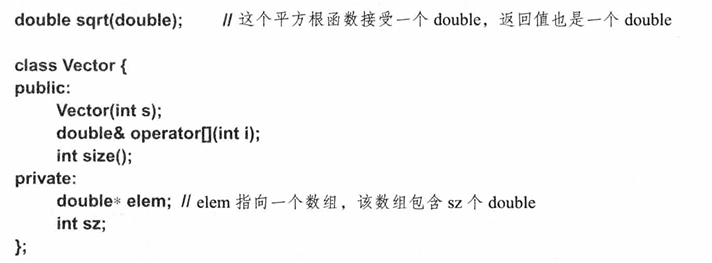 double sqrt(double);    // 这个平方根函数接受一个 double，返回值也是一个 double
class Vector {
public:
    Vector(int s);
    double& operator[](int i);
    int size();
private:
    double* elem; // elem 指向一个数组，该数组包含 sz 个 double
    int sz;
};